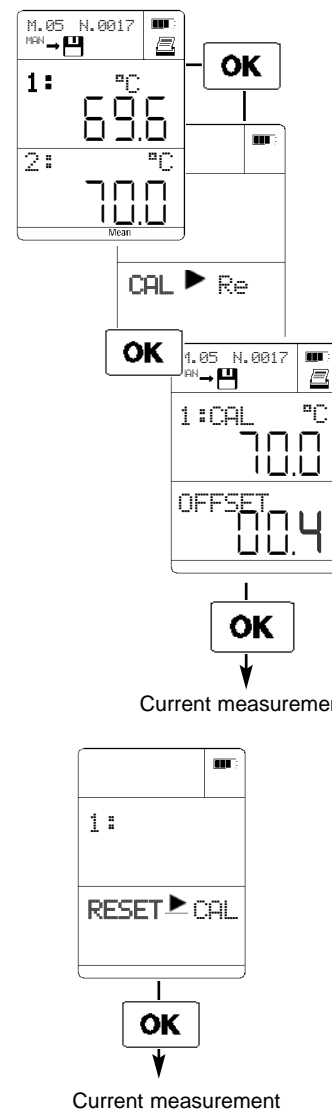 M.05 N.0017
MAN
1: °C
69.6
2: °C
70.0
Mean
OK
CAL ▶ Re
OK
1.05 N.0017
1:CAL °C
70.0
OFFSET
00.4
OK
Current measuremen
1:
RESET ▶ CAL
OK
Current measurement